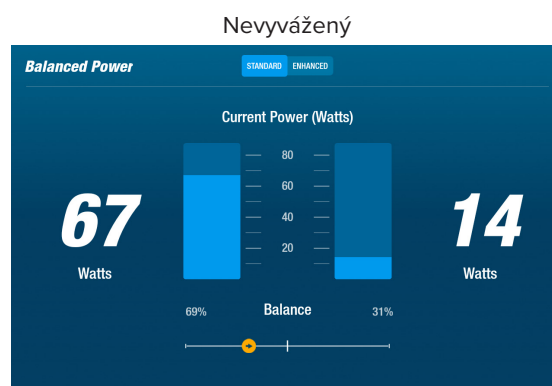 Nevyvážený
Balanced Power
STANDARD ENHANCED
Current Power (Watts)
80
60
40
20
67
Watts
14
Watts
69% Balance 31%